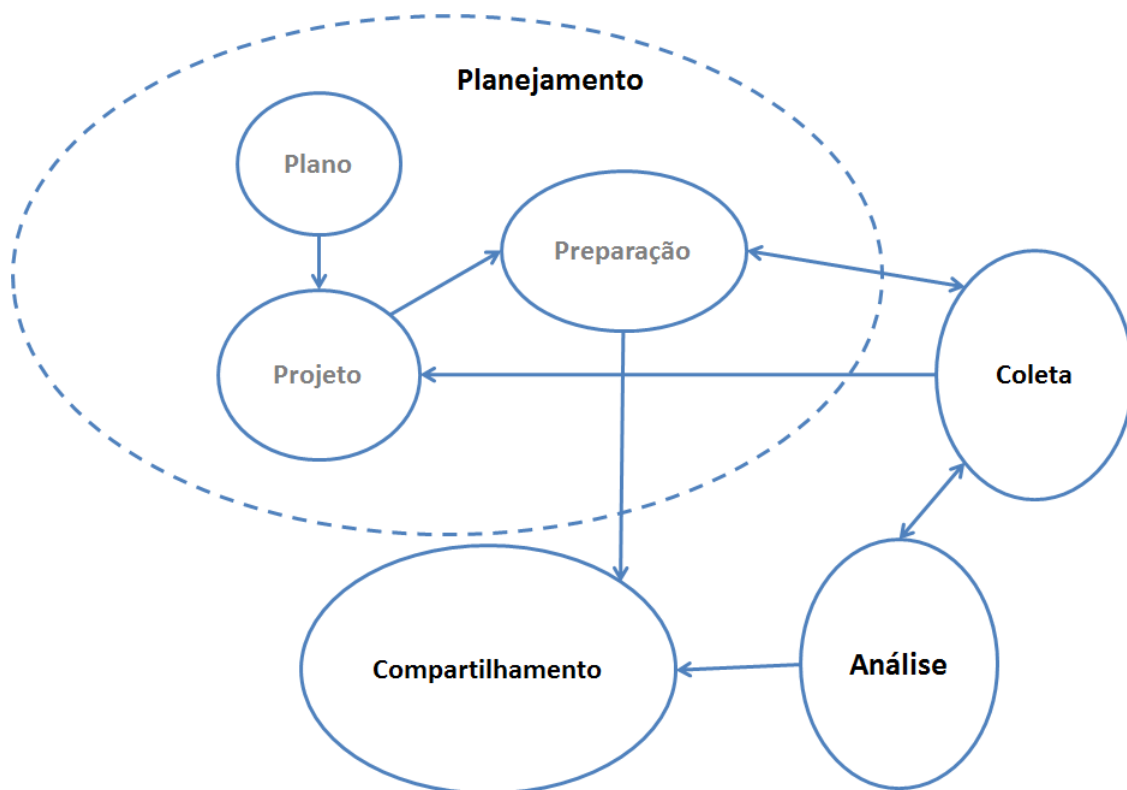 Planejamento
Plano
Preparação
Projeto
Coleta
Compartilhamento
Análise